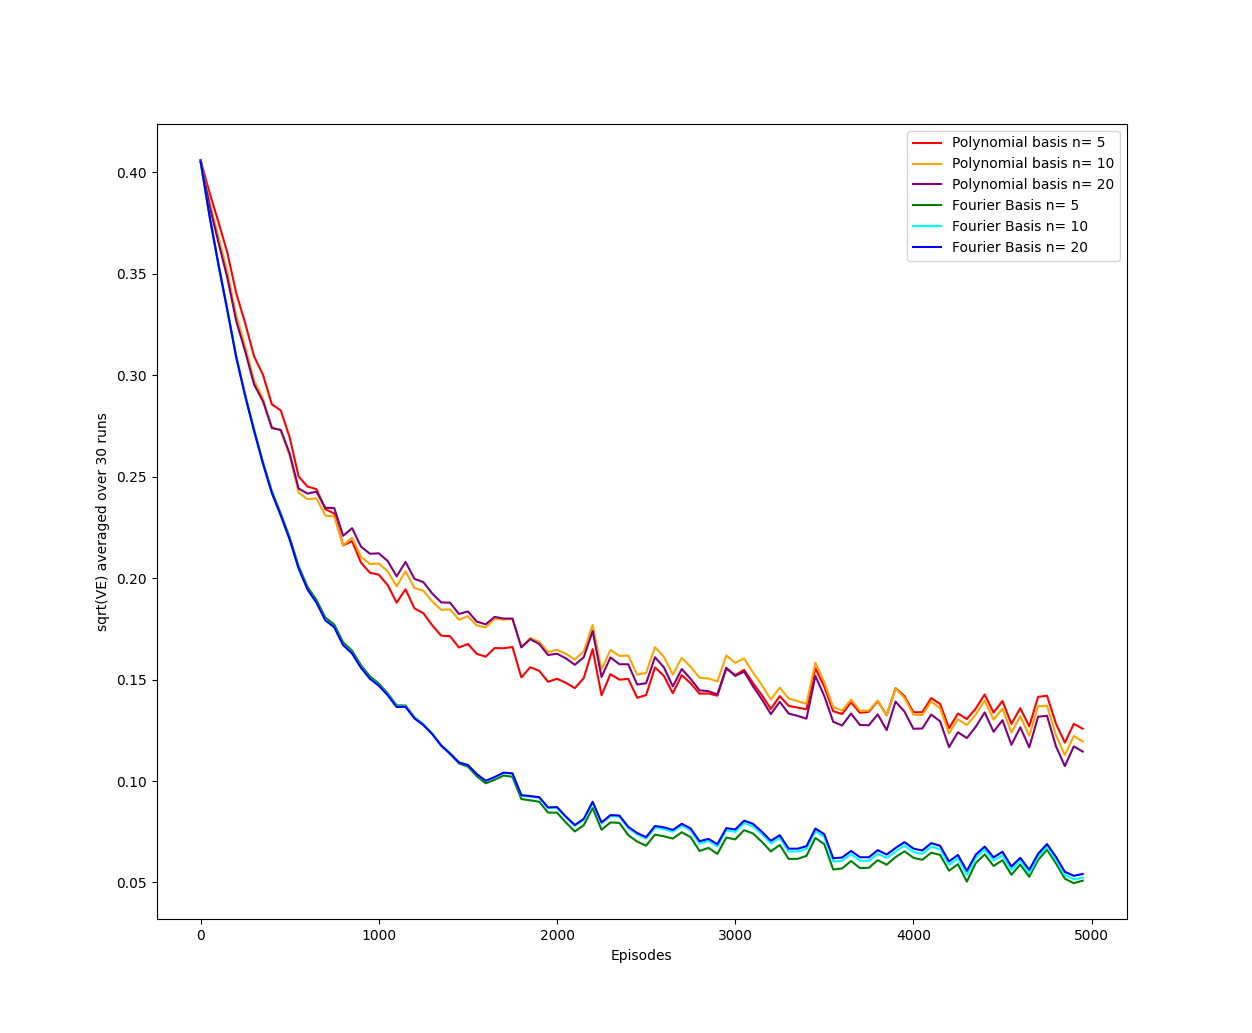 Polynomial basis n= 5
Polynomial basis n= 10
Polynomial basis n= 20
Fourier Basis n= 5
Fourier Basis n= 10
Fourier Basis n= 20
0.40
0.35
0.30
0.25
0.20
0.15
0.10
0.05
sqrt(VE) averaged over 30 runs
0 1000 2000 3000 4000 5000
Episodes